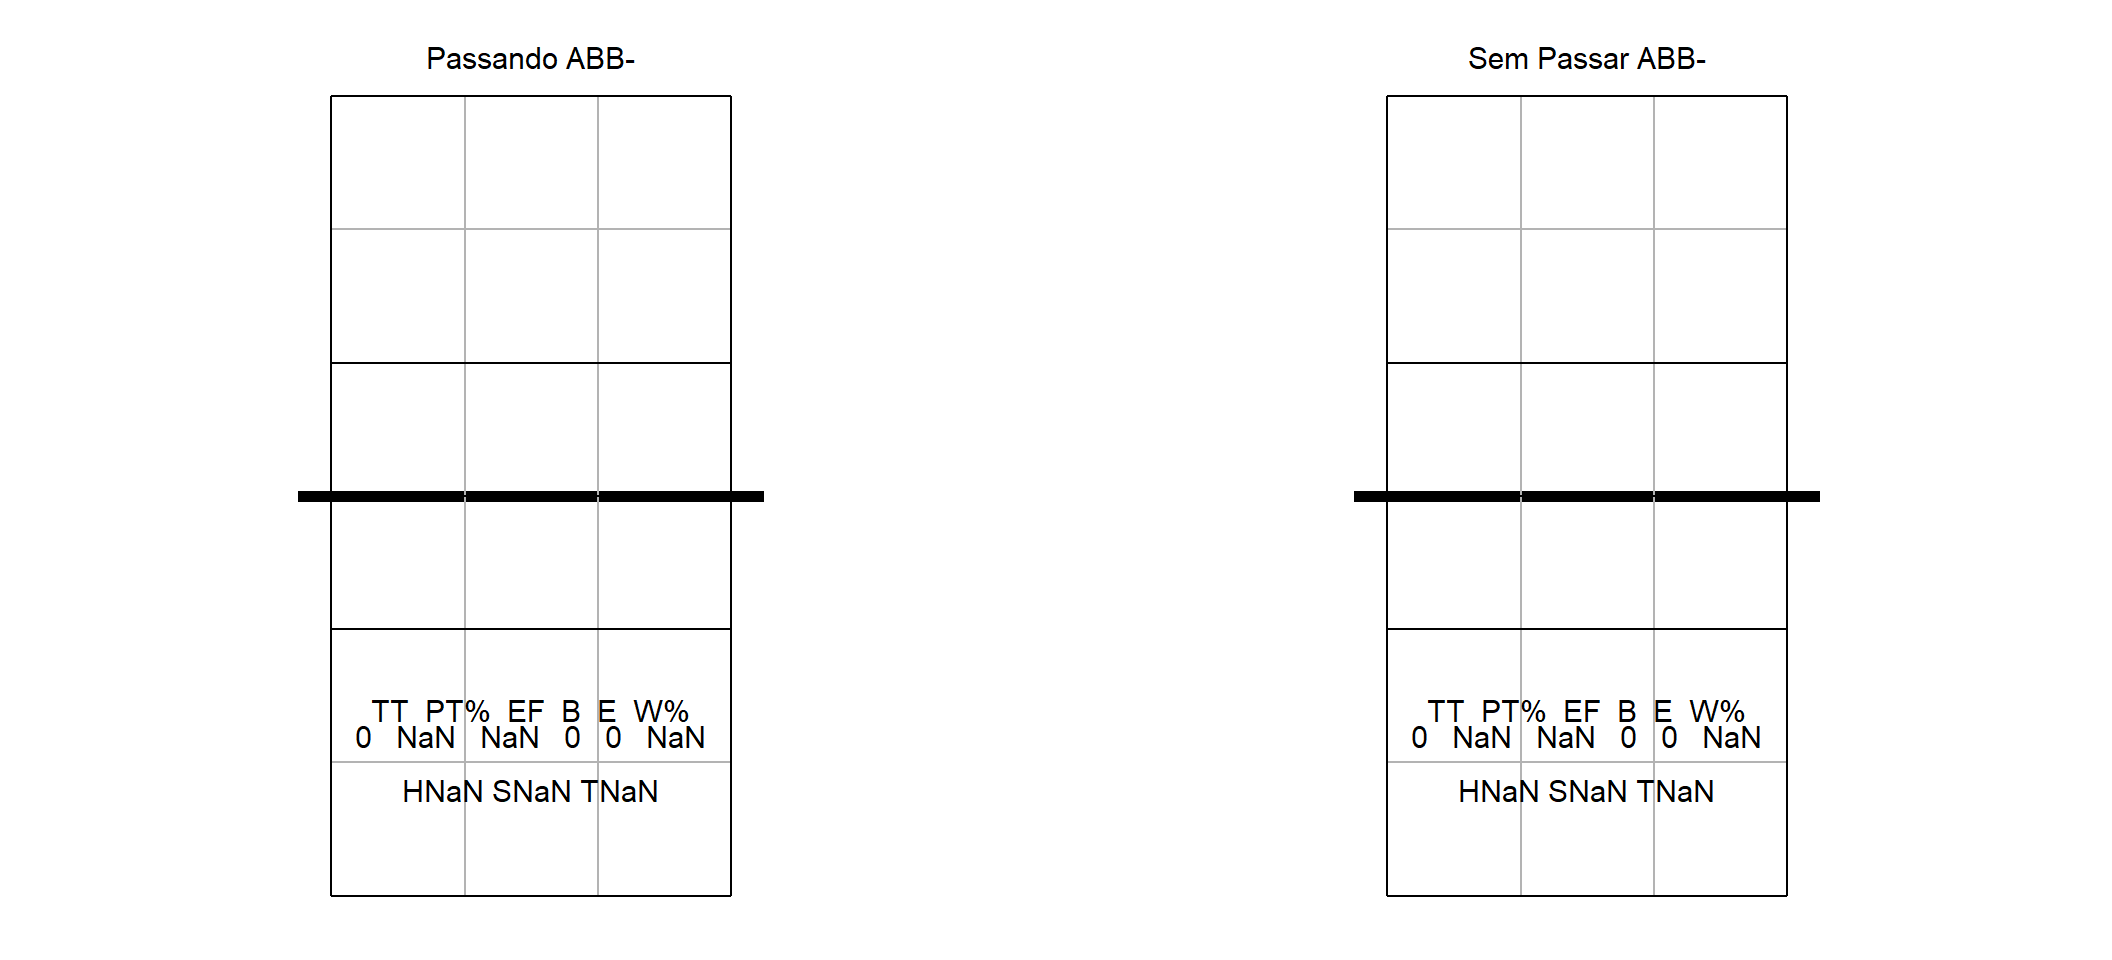 Passando ABB-
TT PT% EF B E W%
0 NaN NaN 0 0 NaN
HNaN SNaN TNaN
Sem Passar ABB-
TT PT% EF B E W%
0 NaN NaN 0 0 NaN
HNaN SNaN TNaN